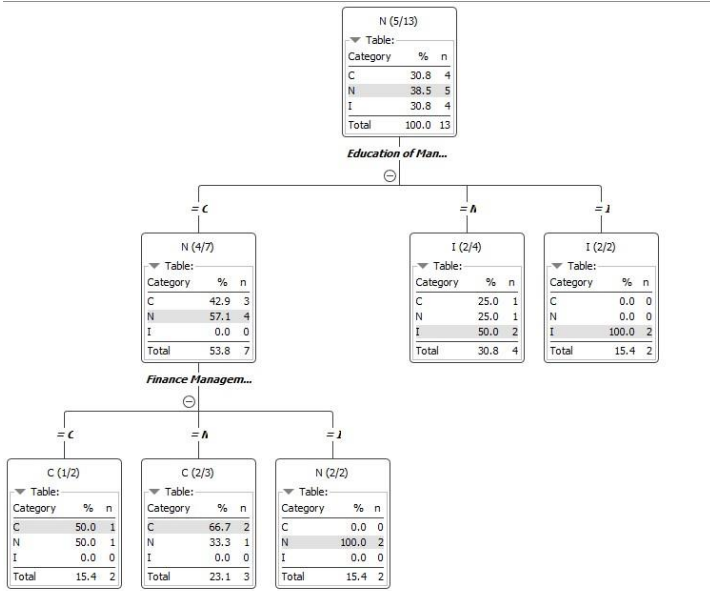 N (5/13)
Table:
Category % n
C 30.8 4
N 38.5 5
I 30.8 4
Total 100.0 13
Education of Man...
= C
= N
= I
N (4/7)
Table:
Category % n
C 42.9 3
N 57.1 4
I 0.0 0
Total 53.8 7
I (2/4)
Table:
Category % n
C 25.0 1
N 25.0 1
I 50.0 2
Total 30.8 4
I (2/2)
Table:
Category % n
C 0.0 0
N 0.0 0
I 100.0 2
Total 15.4 2
Finance Managem...
= C
= N
= I
C (1/2)
Table:
Category % n
C 50.0 1
N 50.0 1
I 0.0 0
Total 15.4 2
C (2/3)
Table:
Category % n
C 66.7 2
N 33.3 1
I 0.0 0
Total 23.1 3
N (2/2)
Table:
Category % n
C 0.0 0
N 100.0 2
I 0.0 0
Total 15.4 2